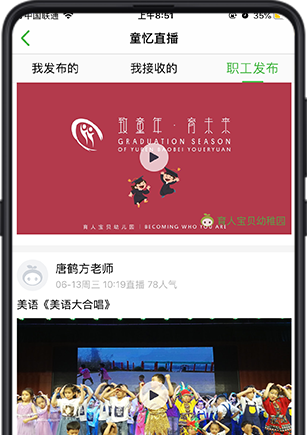 中国联通
上午8:51
35%
童忆直播
我发布的
我接收的
职工发布
致童年·育未来
GRADUATION SEASON
OF YUREN BAOBEI YOUERYUAN
育人宝贝幼儿园 | BECOMING WHO YOU ARE
育人宝贝幼稚园
唐鹤方老师
06-13周三 10:19直播 78人气
美语《美语大合唱》